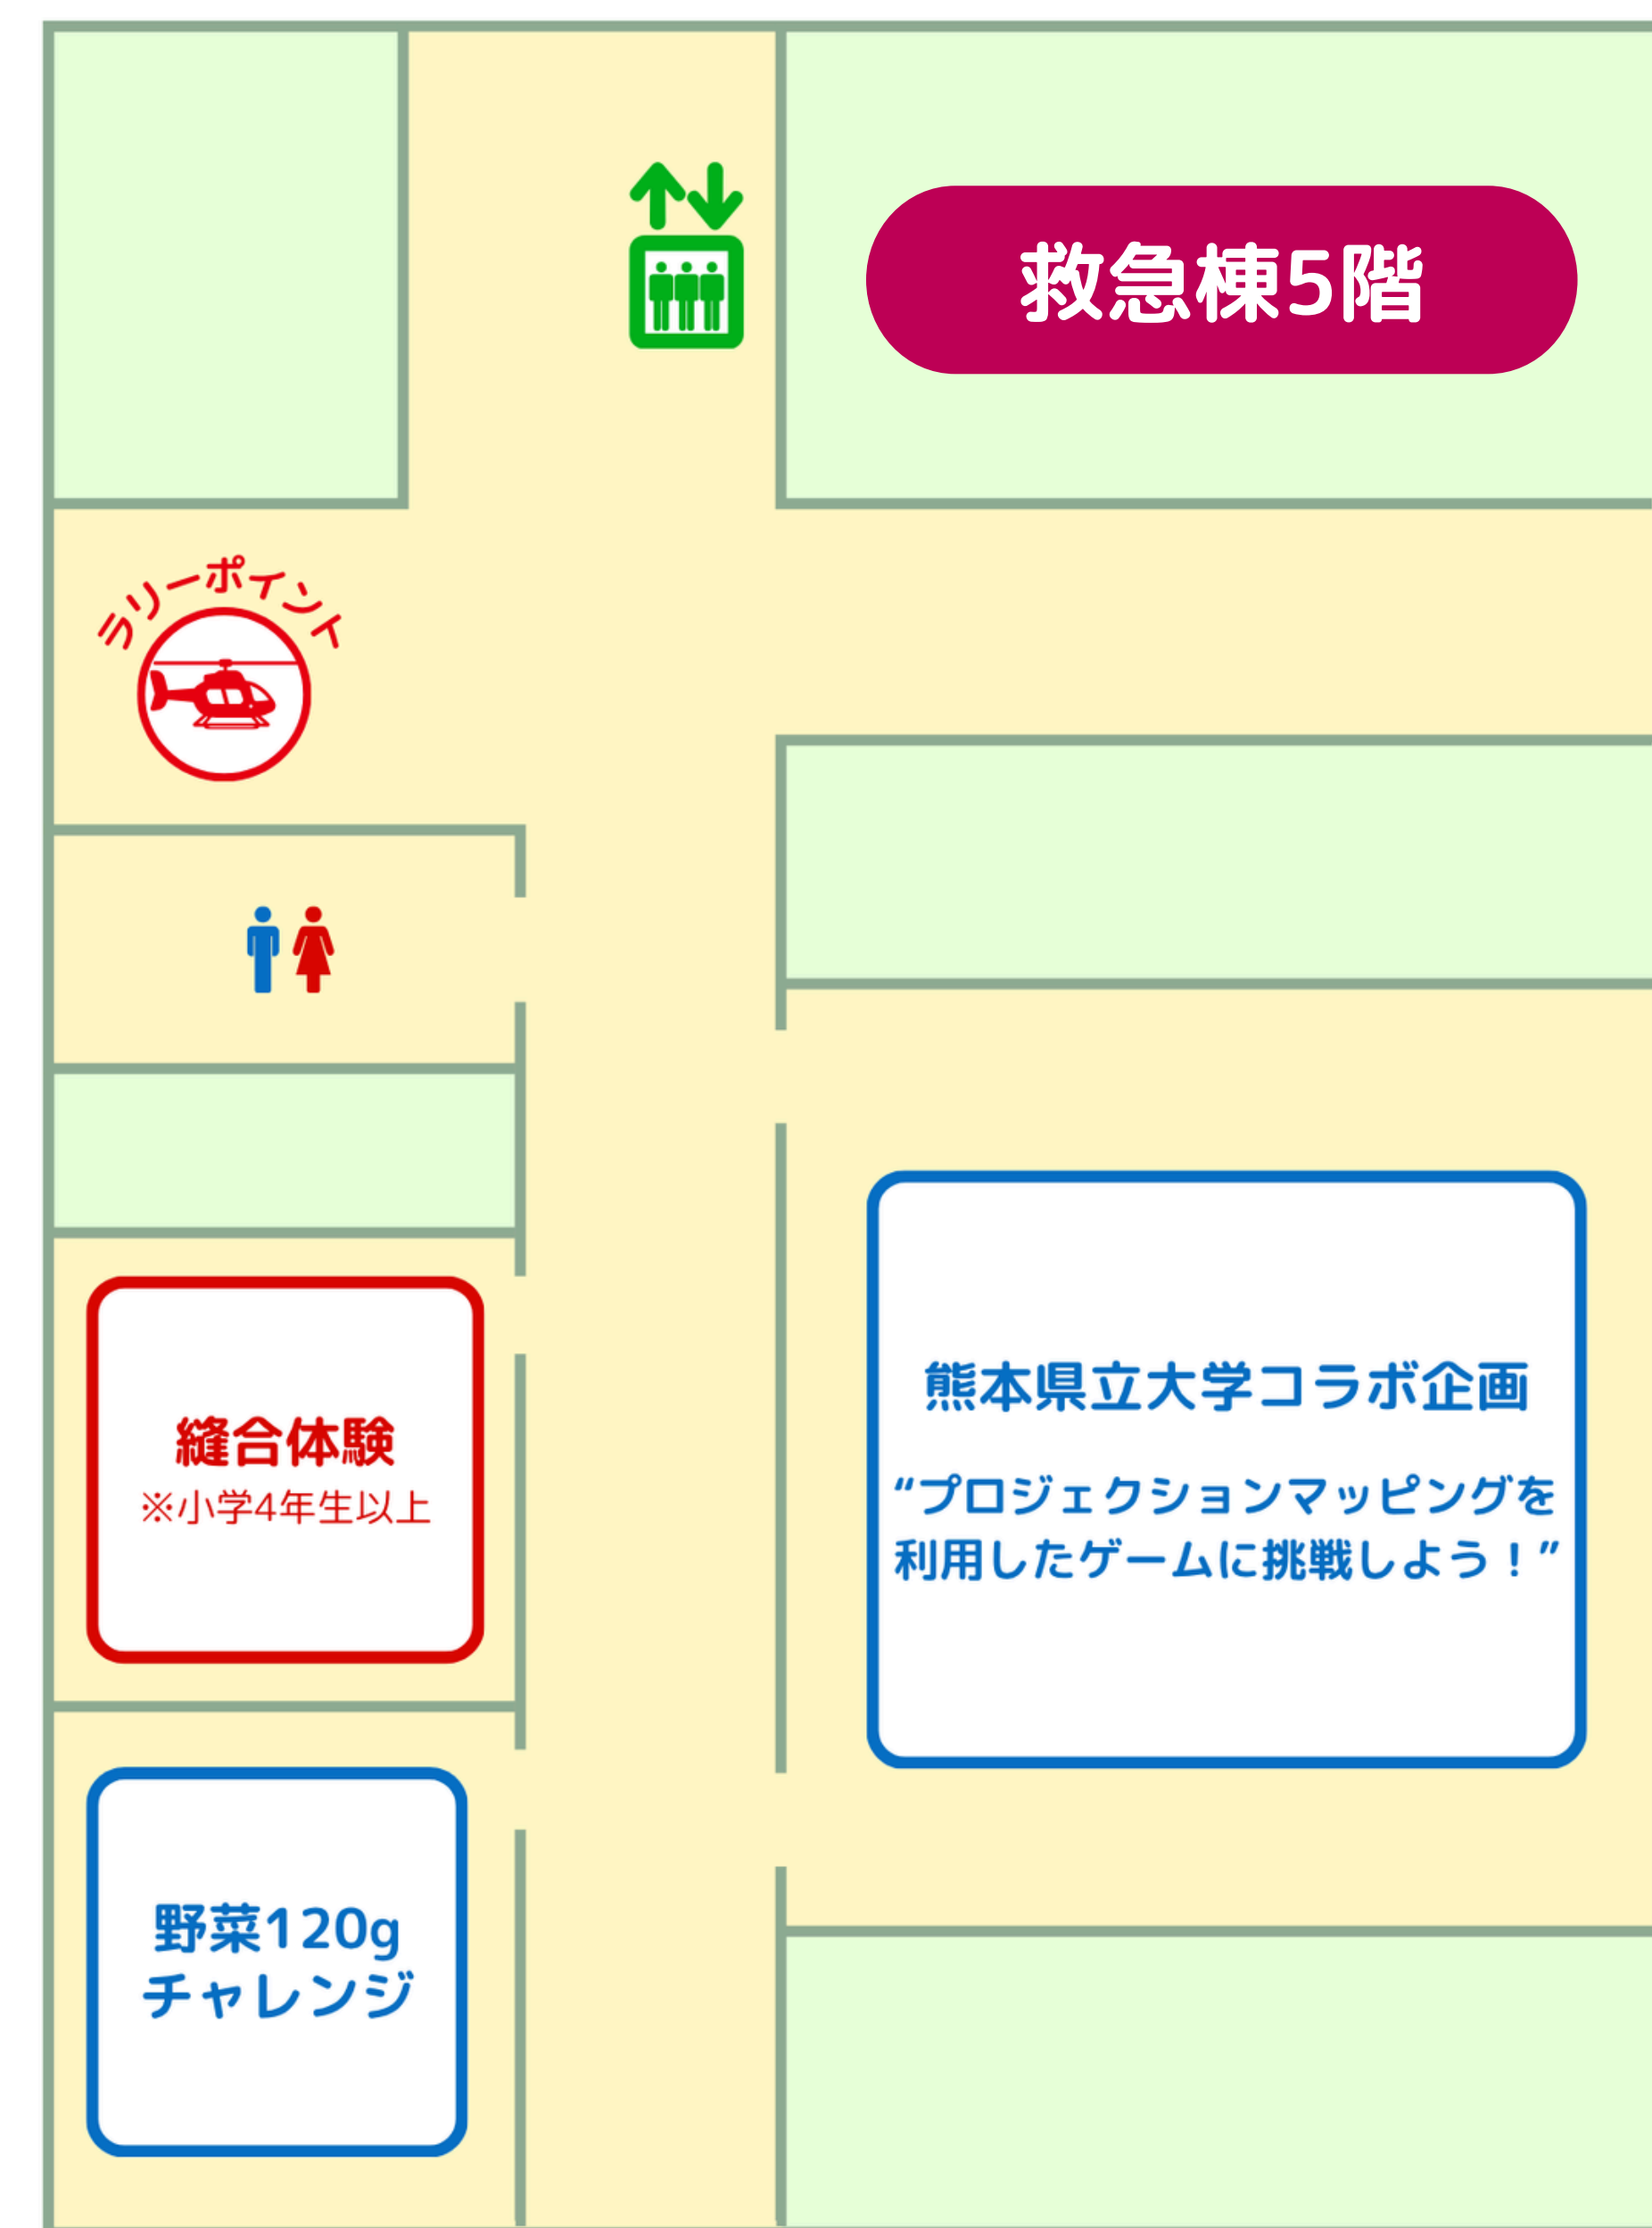 救急棟5階
ラリーポイント
縫合体験
※小学4年生以上
熊本県立大学コラボ企画
“プロジェクションマッピングを
利用したゲームに挑戦しよう！”
野菜120g
チャレンジ